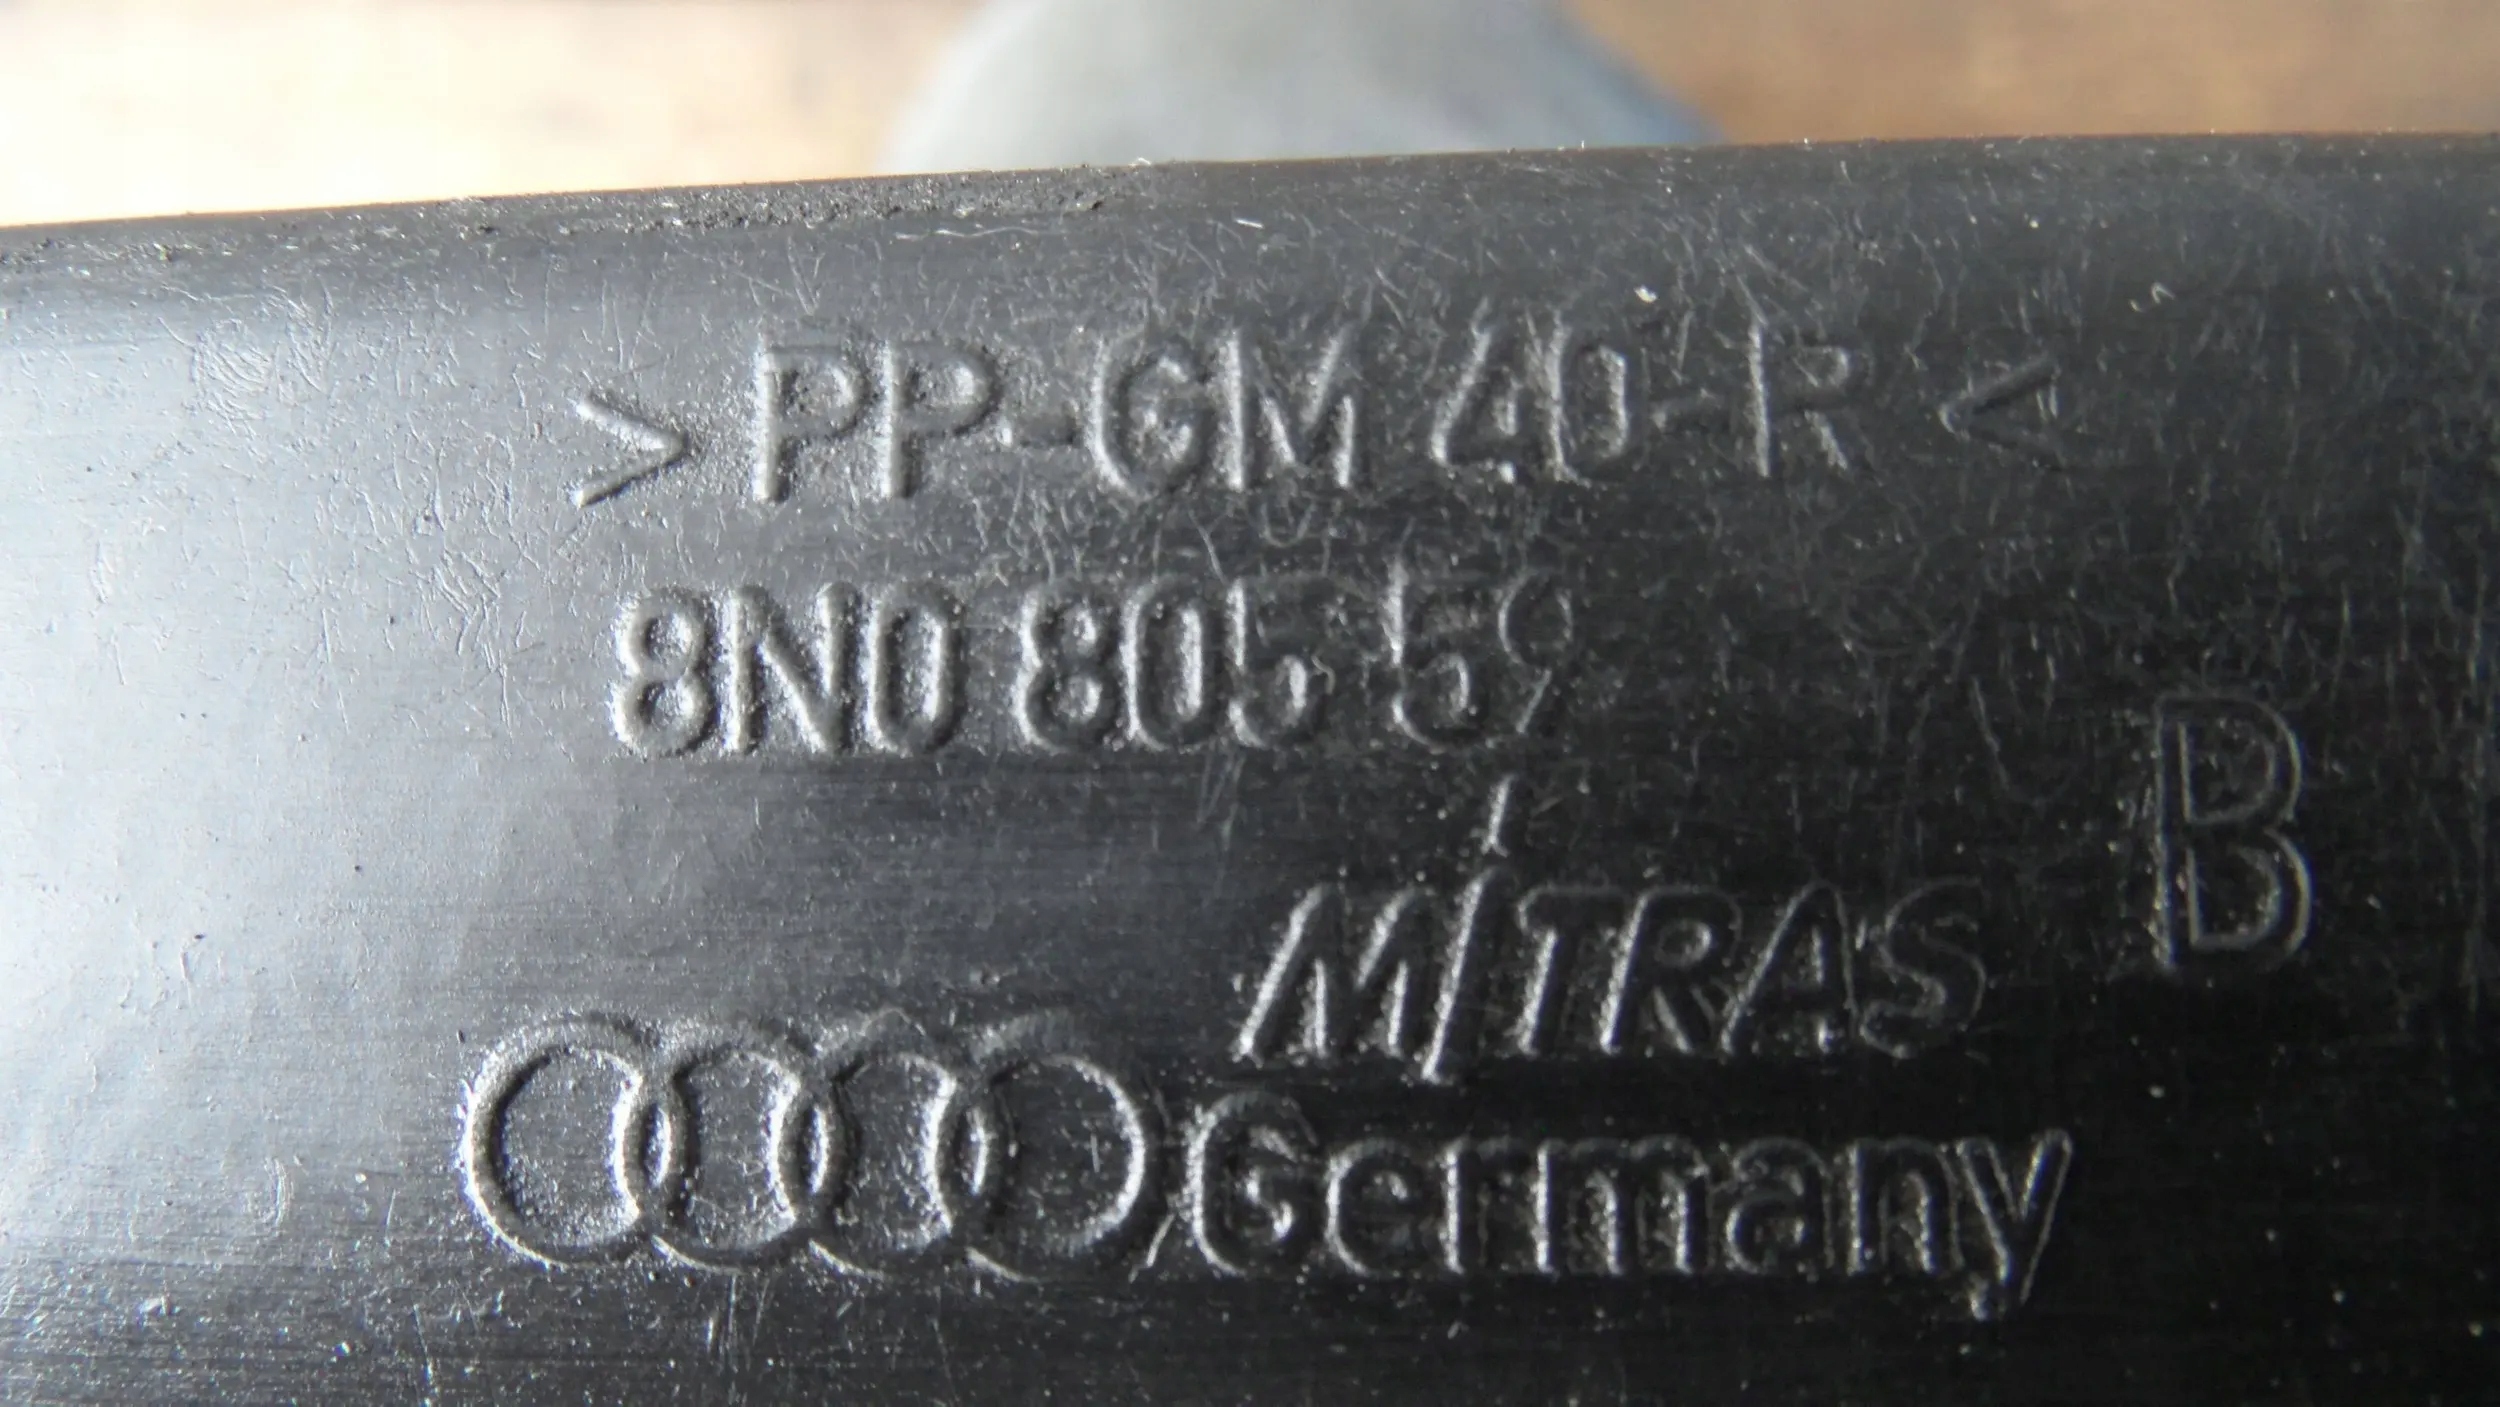 >PP-GM 40-R<
8N0 805 59
B
MITRAS
Germany